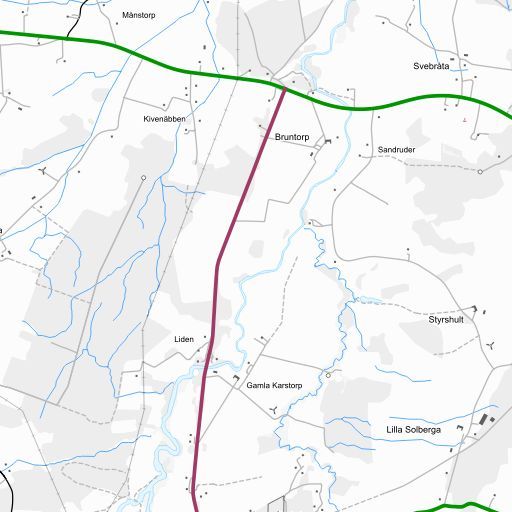 Månstorp
Svebråta
Kivenäbben
Bruntorp
Sandruder
a
Styrshult
Liden
Gamla Karstorp
Lilla Solberga